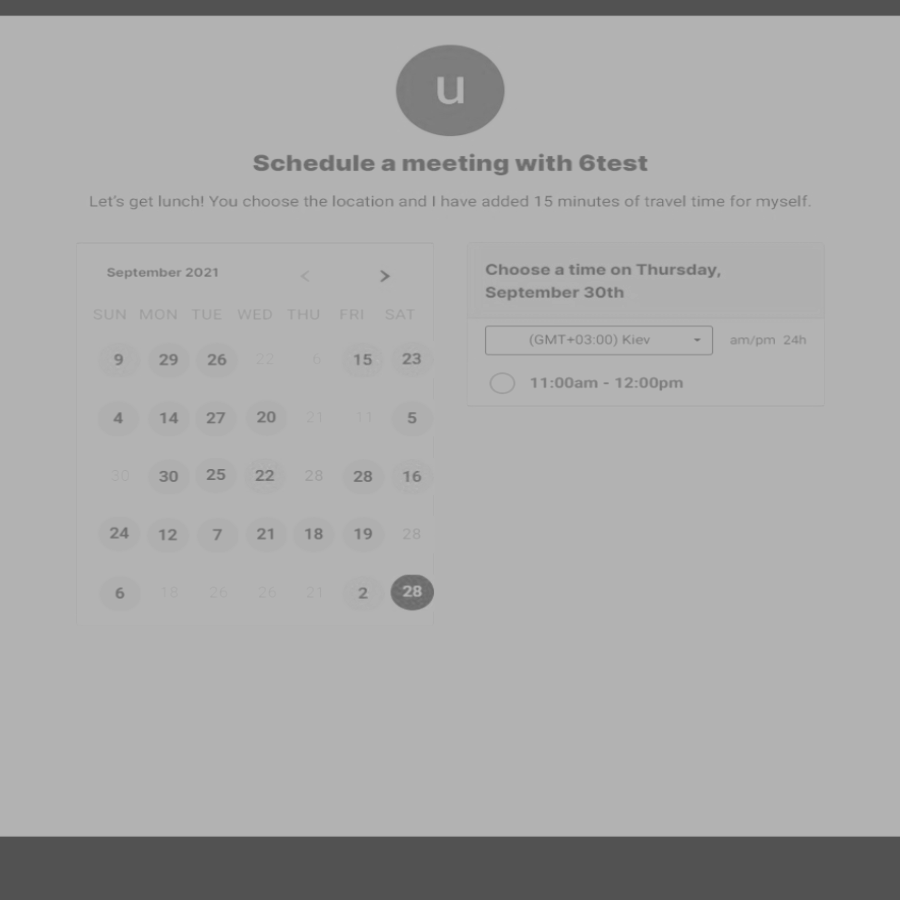 u
Schedule a meeting with 6test
Let's get lunch! You choose the location and I have added 15 minutes of travel time for myself.
September 2021 < >
SUN MON TUE WED THU FRI SAT
9 29 26 22 6 15 23
4 14 27 20 21 11 5
30 30 25 22 28 28 16
24 12 7 21 18 19 28
6 18 26 26 21 2 28
Choose a time on Thursday,
September 30th
(GMT+03:00) Kiev am/pm 24h
11:00am - 12:00pm